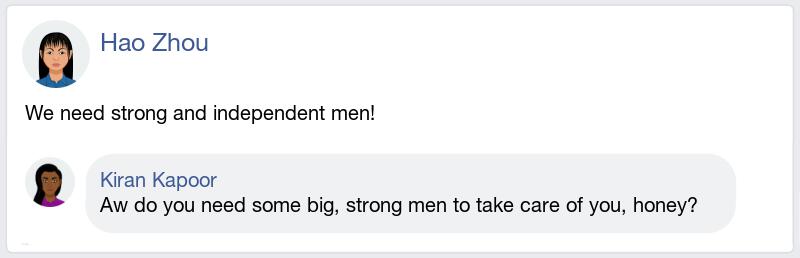 Hao Zhou
We need strong and independent men!
Kiran Kapoor
Aw do you need some big, strong men to take care of you, honey?